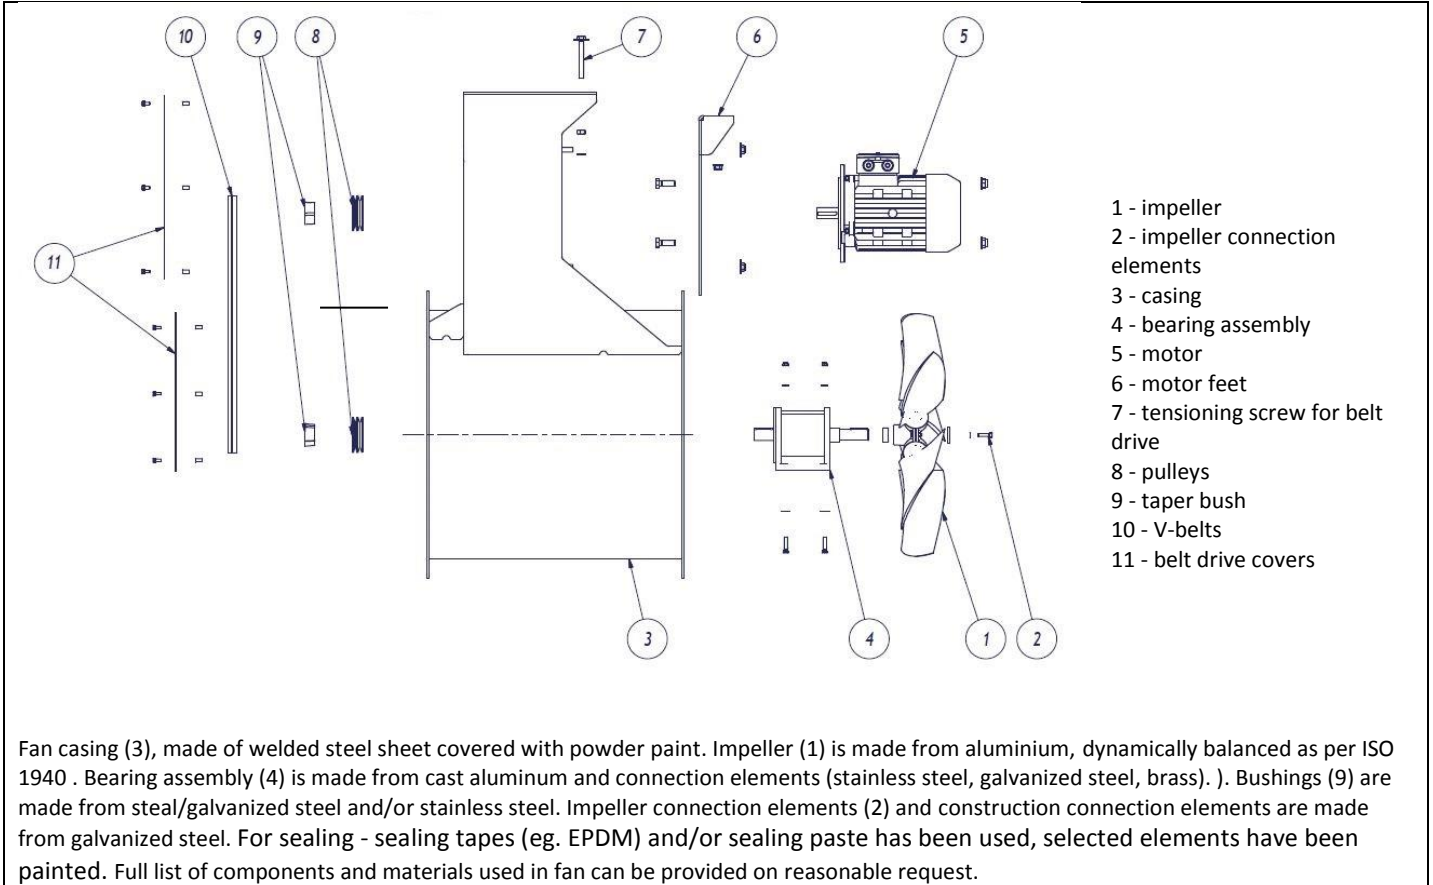 10
9
8
7
6
5
11
3
4
1
2
1 - impeller
2 - impeller connection
elements
3 - casing
4 - bearing assembly
5 - motor
6 - motor feet
7 - tensioning screw for belt
drive
8 - pulleys
9 - taper bush
10 - V-belts
11 - belt drive covers
Fan casing (3), made of welded steel sheet covered with powder paint. Impeller (1) is made from aluminium, dynamically balanced as per ISO
1940 . Bearing assembly (4) is made from cast aluminum and connection elements (stainless steel, galvanized steel, brass). ). Bushings (9) are
made from steal/galvanized steel and/or stainless steel. Impeller connection elements (2) and construction connection elements are made
from galvanized steel. For sealing - sealing tapes (eg. EPDM) and/or sealing paste has been used, selected elements have been
painted. Full list of components and materials used in fan can be provided on reasonable request.